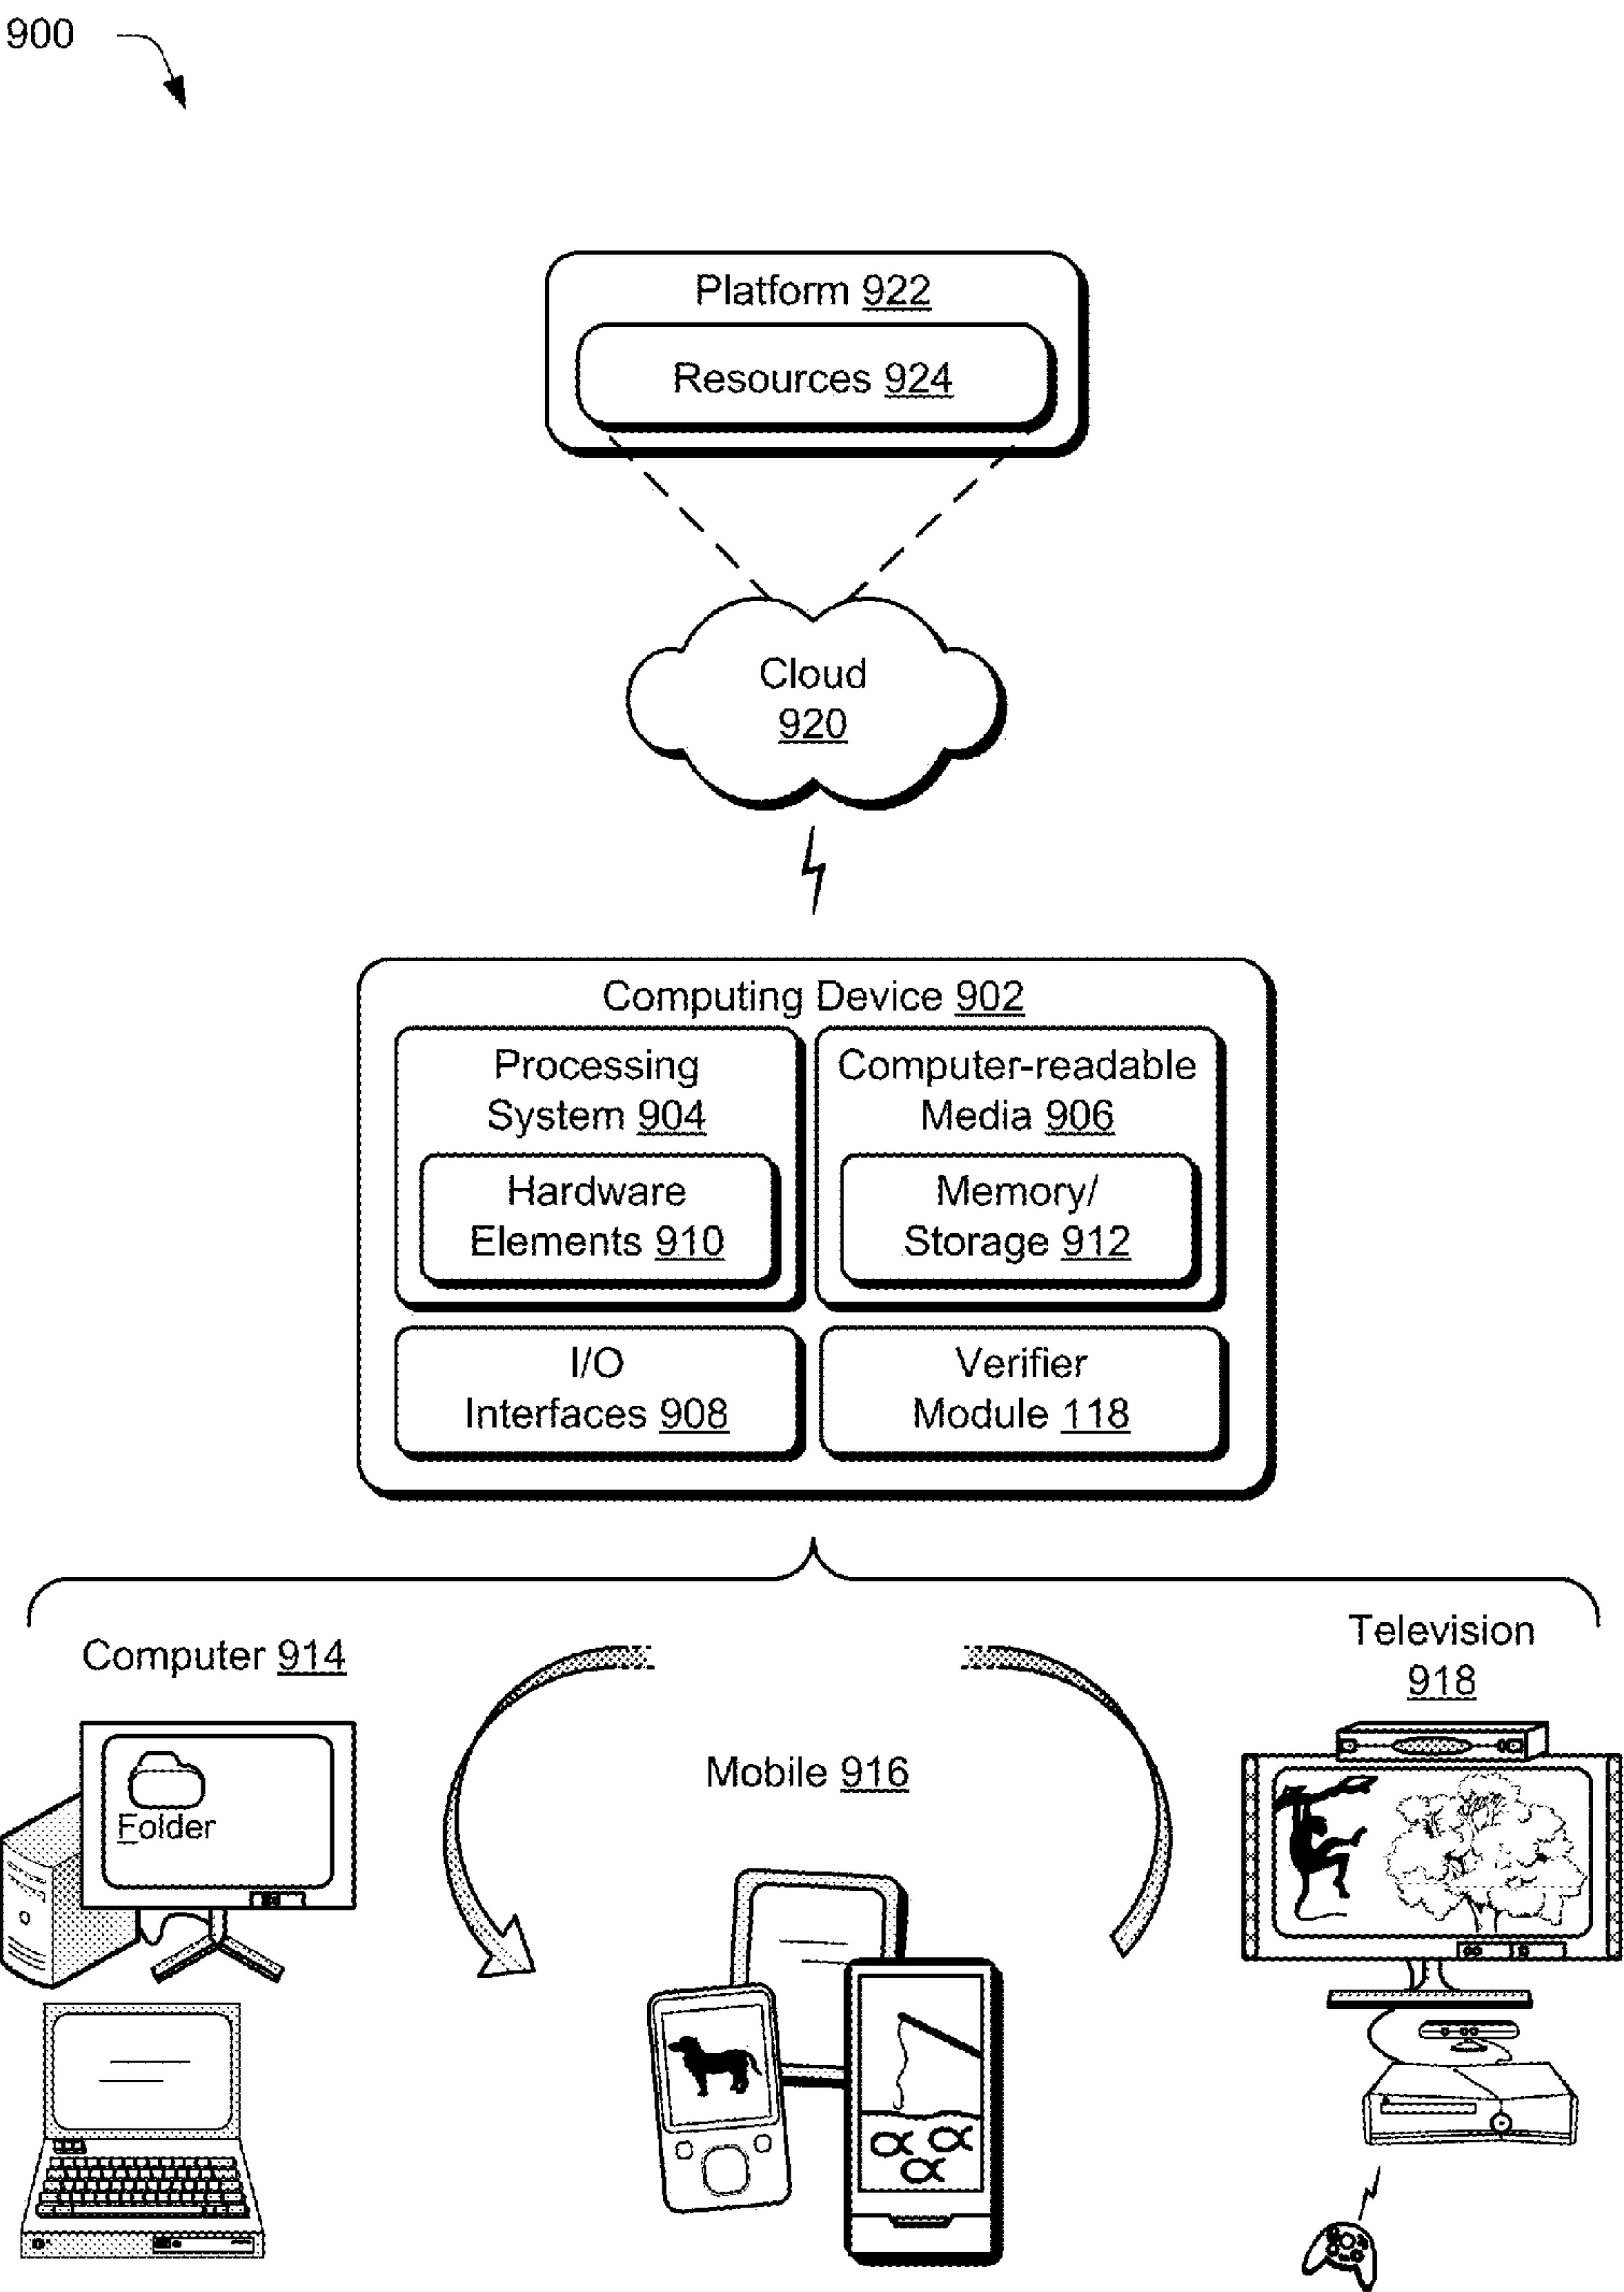 900
Platform 922
Resources 924
Cloud
920
Computing Device 902
Processing
System 904
Hardware
Elements 910
Computer-readable
Media 906
Memory/
Storage 912
I/O
Interfaces 908
Verifier
Module 118
Computer 914
Folder
Mobile 916
Television
918